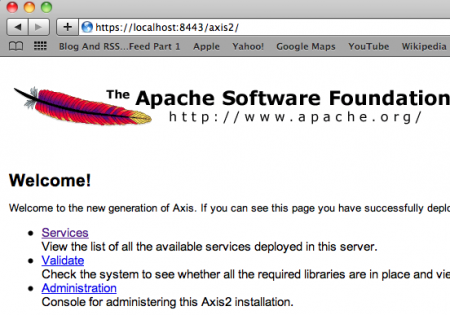 https://localhost:8443/axis2/
Blog And RSS...Feed Part 1 Apple Yahoo! Google Maps YouTube Wikipedia
The Apache Software Foundation
http://www.apache.org/
Welcome!
Welcome to the new generation of Axis. If you can see this page you have successfully deplo
Services
View the list of all the available services deployed in this server.
Validate
Check the system to see whether all the required libraries are in place and vie
Administration
Console for administering this Axis2 installation.